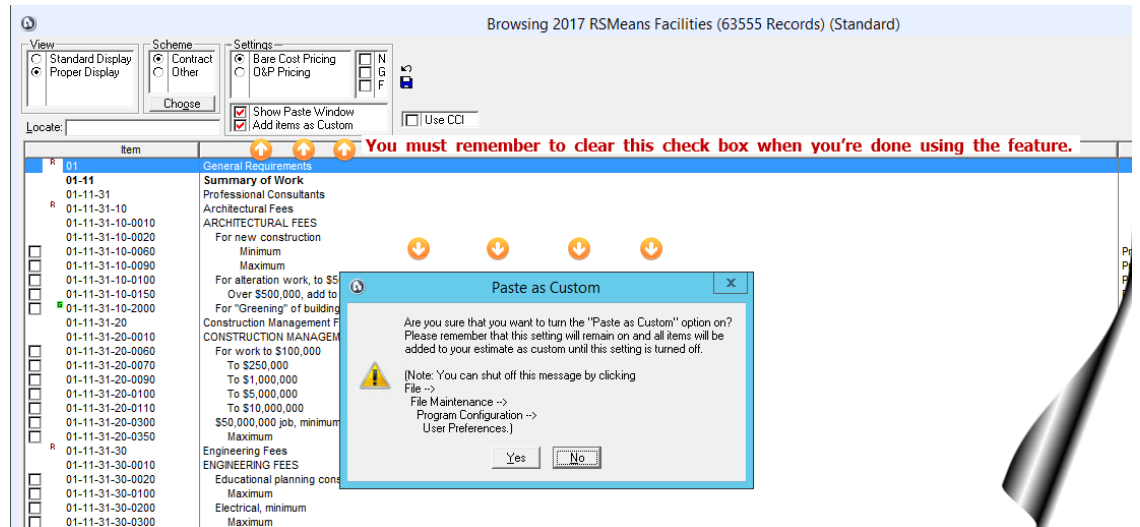 Browsing 2017 RSMeans Facilities (63555 Records) (Standard)
View
Scheme
Settings
Standard Display
Proper Display
Contract
Other
Choose
Bare Cost Pricing
O&P Pricing
N
G
F
Show Paste Window
Add items as Custom
Use CCI
Locate:
You must remember to clear this check box when you're done using the feature.
Item
R 01 General Requirements
01-11 Summary of Work
01-11-31 Professional Consultants
R 01-11-31-10 Architectural Fees
01-11-31-10-0010 ARCHITECTURAL FEES
01-11-31-10-0020 For new construction
01-11-31-10-0060 Minimum
01-11-31-10-0090 Maximum
01-11-31-10-0100 For alteration work, to $5
01-11-31-10-0150 Over $500,000, add to
G 01-11-31-10-2000 For "Greening" of building
01-11-31-20 Construction Management F
01-11-31-20-0010 CONSTRUCTION MANAGEM
01-11-31-20-0060 For work to $100,000
01-11-31-20-0070 To $250,000
01-11-31-20-0090 To $1,000,000
01-11-31-20-0100 To $5,000,000
01-11-31-20-0110 To $10,000,000
01-11-31-20-0300 $50,000,000 job, minimum
01-11-31-20-0350 Maximum
R 01-11-31-30 Engineering Fees
01-11-31-30-0010 ENGINEERING FEES
01-11-31-30-0020 Educational planning cons
01-11-31-30-0100 Maximum
01-11-31-30-0200 Electrical, minimum
01-11-31-30-0300 Maximum
Paste as Custom
Are you sure that you want to turn the "Paste as Custom" option on?
Please remember that this setting will remain on and all items will be
added to your estimate as custom until this setting is turned off.
(Note: You can shut off this message by clicking
File -->
File Maintenance -->
Program Configuration -->
User Preferences.)
Yes
No